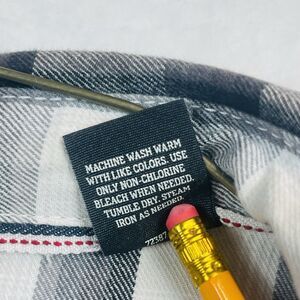 MACHINE WASH WARM
WITH LIKE COLORS. USE
ONLY NON-CHLORINE
BLEACH WHEN NEEDED.
TUMBLE DRY. STEAM
IRON AS NEEDED.